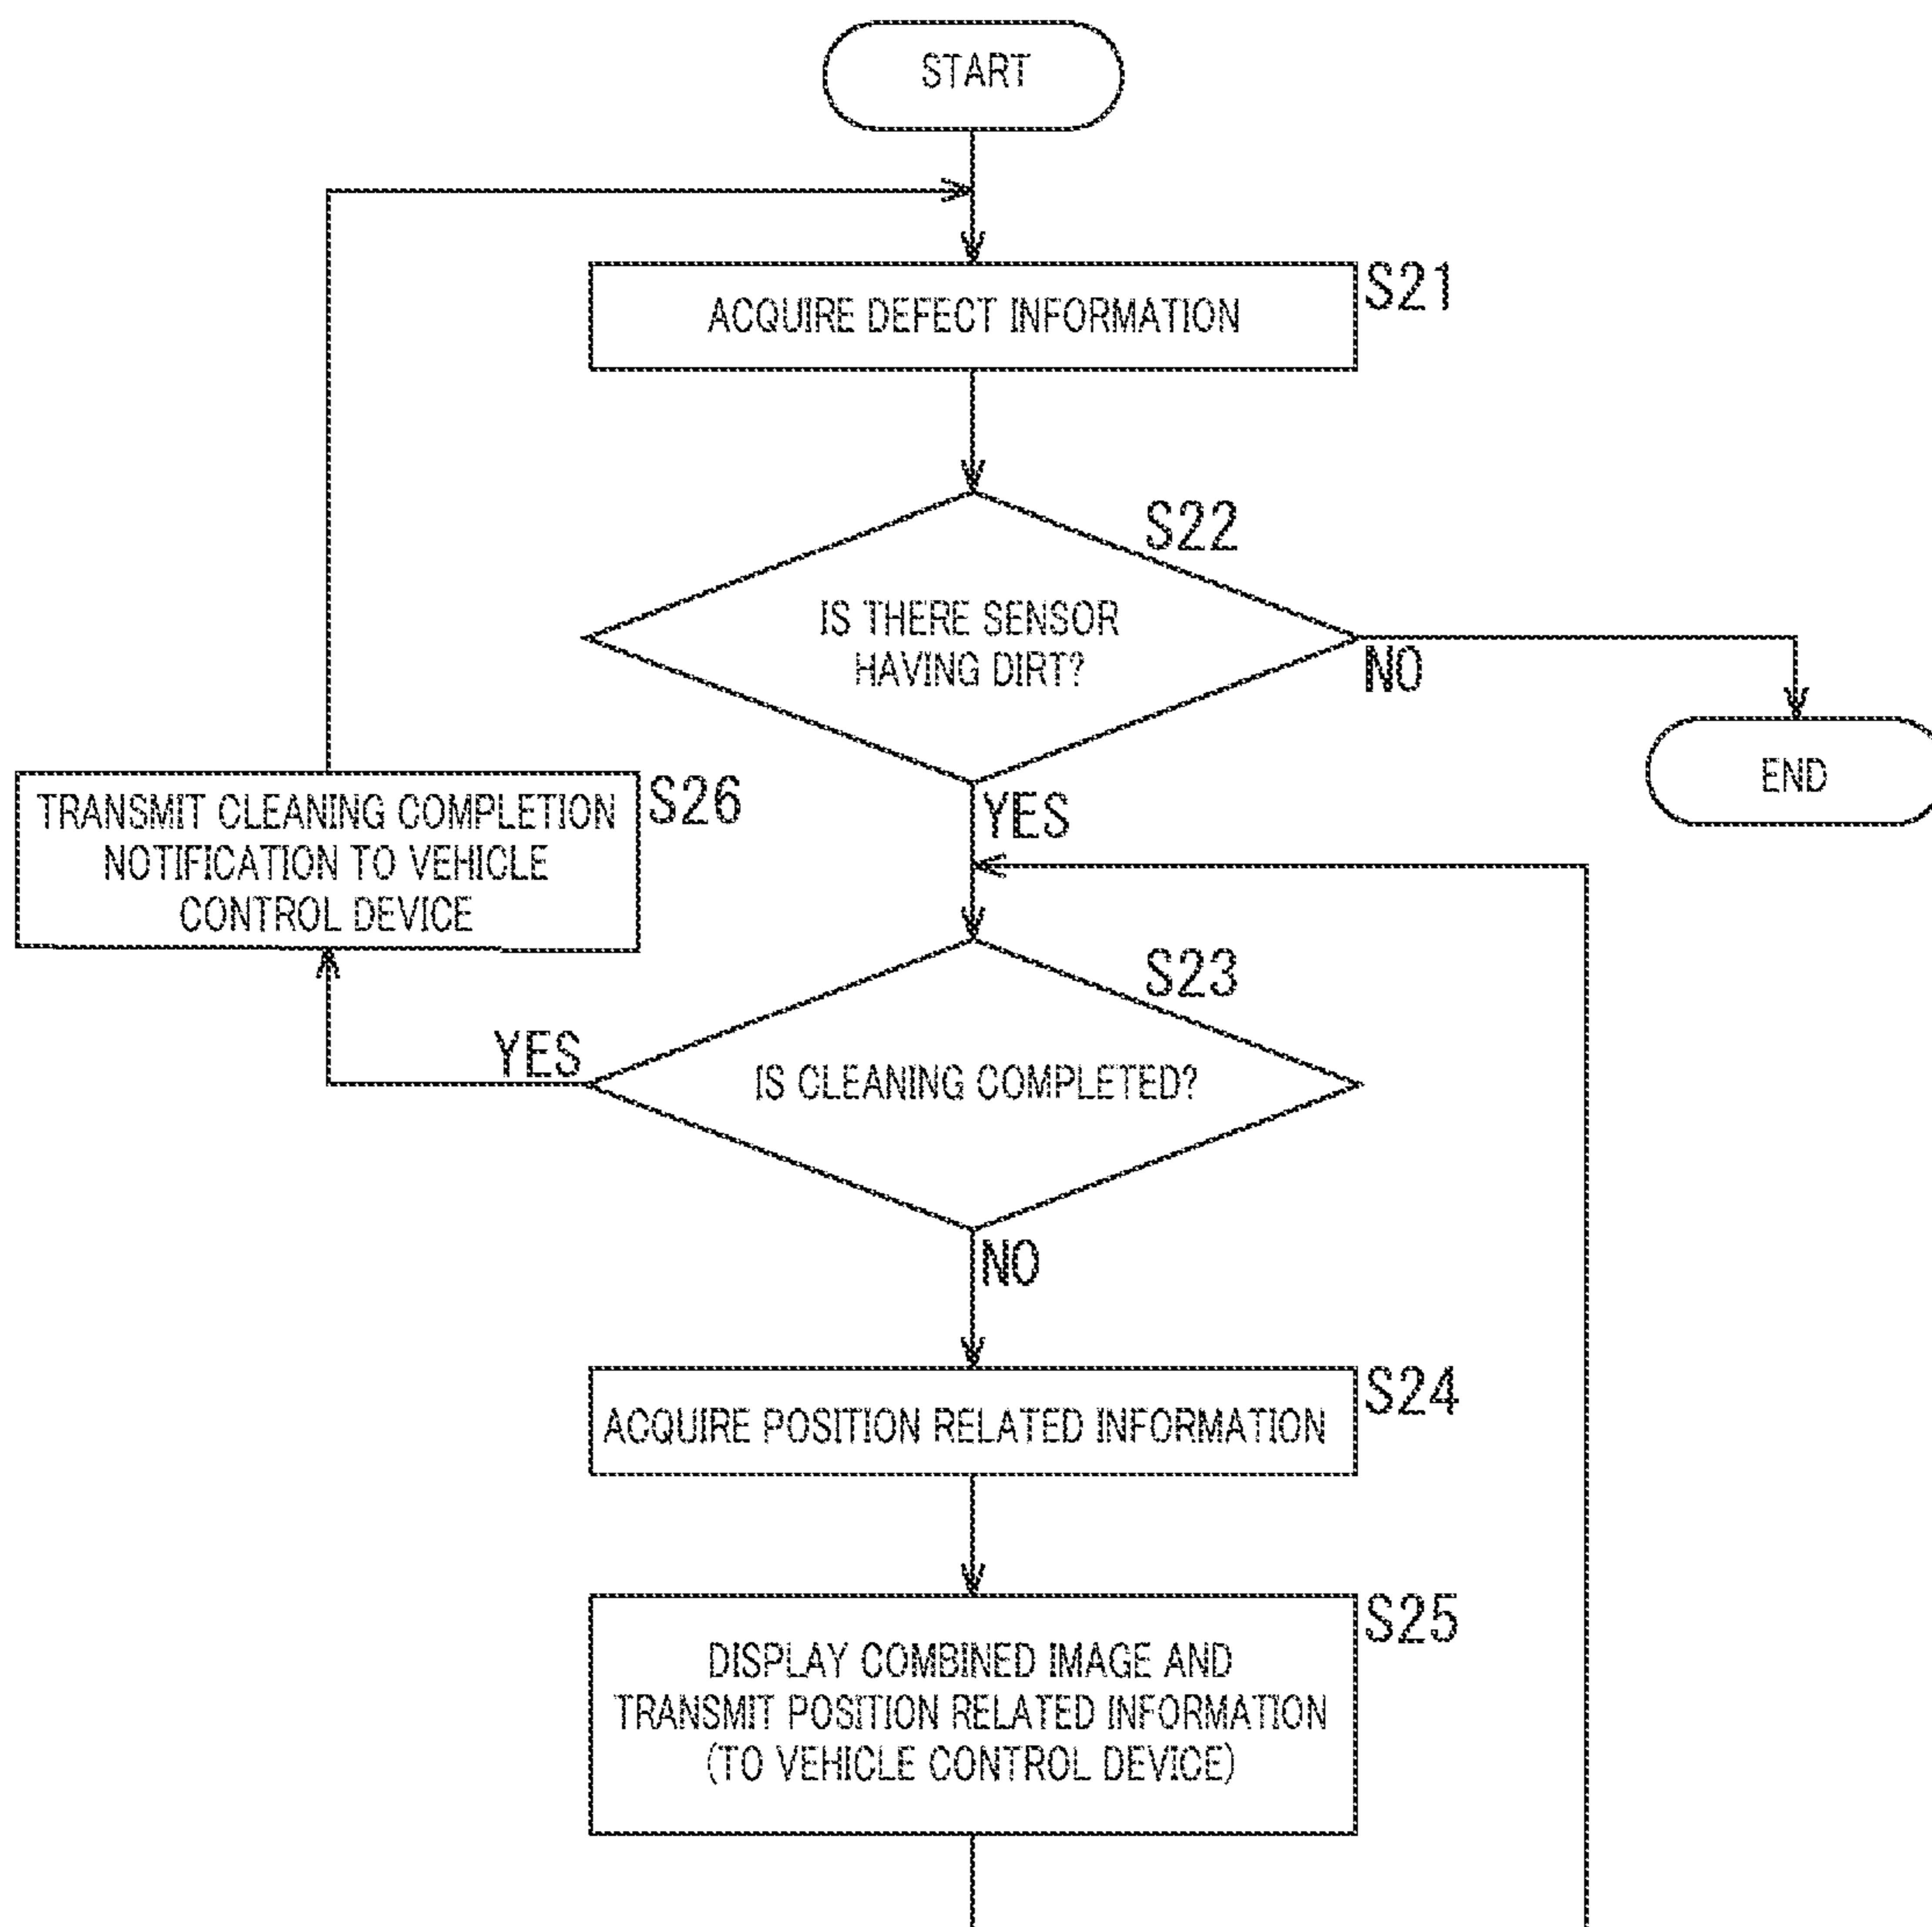 START
ACQUIRE DEFECT INFORMATION
S21
S22
IS THERE SENSOR
HAVING DIRT?
NO
END
YES
TRANSMIT CLEANING COMPLETION
NOTIFICATION TO VEHICLE
CONTROL DEVICE
S26
S23
YES
IS CLEANING COMPLETED?
NO
ACQUIRE POSITION RELATED INFORMATION
S24
S25
DISPLAY COMBINED IMAGE AND
TRANSMIT POSITION RELATED INFORMATION
(TO VEHICLE CONTROL DEVICE)